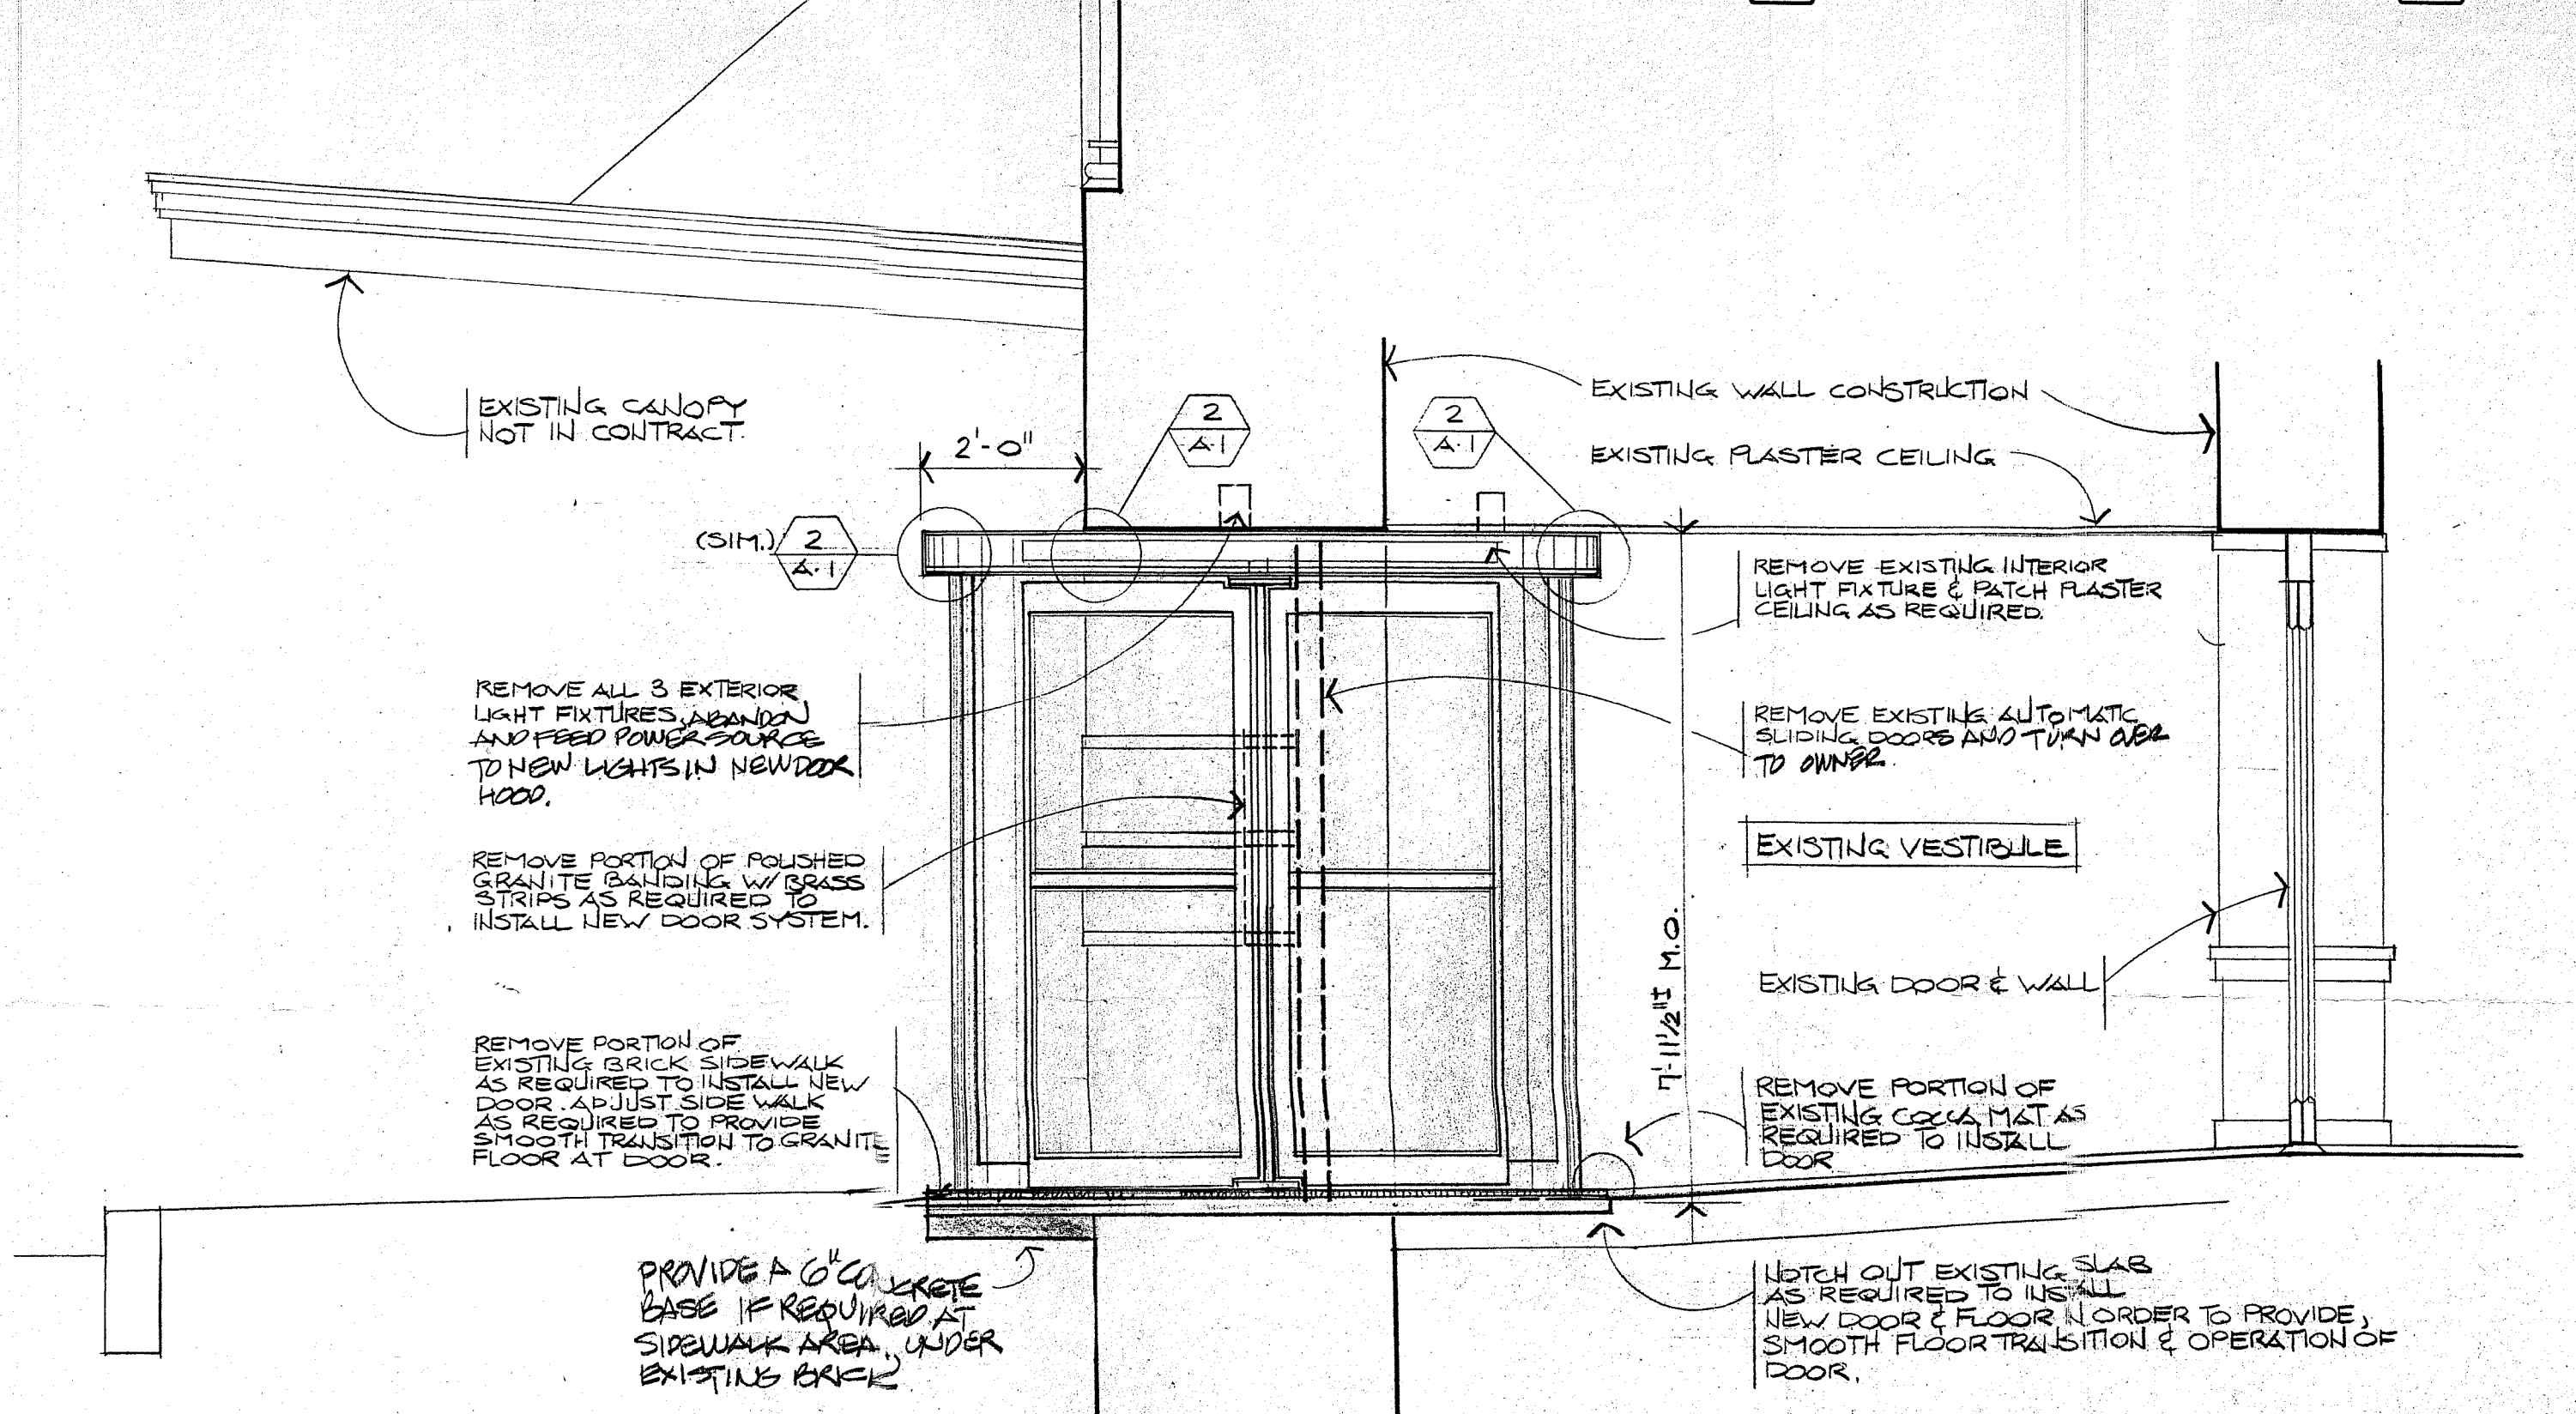 EXISTING CANOPY
NOT IN CONTRACT.
2'-0"
2
A·1
2
A·1
(SIM.)
2
A·1
EXISTING WALL CONSTRUCTION
EXISTING PLASTER CEILING
REMOVE EXISTING INTERIOR
LIGHT FIXTURE & PATCH PLASTER
CEILING AS REQUIRED.
REMOVE ALL 3 EXTERIOR
LIGHT FIXTURES, ABANDON
AND FEED POWER SOURCE
TO NEW LIGHTS IN NEW DOOR
HOOD.
REMOVE EXISTING AUTOMATIC
SLIDING DOORS AND TURN OVER
TO OWNER.
EXISTING VESTIBULE
REMOVE PORTION OF POLISHED
GRANITE BANDING W/ BRASS
STRIPS AS REQUIRED TO
INSTALL NEW DOOR SYSTEM.
7'-11 1/2"± M.O.
EXISTING DOOR & WALL
REMOVE PORTION OF
EXISTING BRICK SIDEWALK
AS REQUIRED TO INSTALL NEW
DOOR. ADJUST SIDE WALK
AS REQUIRED TO PROVIDE
SMOOTH TRANSITION TO GRANITE
FLOOR AT DOOR.
REMOVE PORTION OF
EXISTING COCCA MAT AS
REQUIRED TO INSTALL
DOOR
PROVIDE A 6" CONCRETE
BASE IF REQUIRED AT
SIDEWALK AREA, UNDER
EXISTING BRICK
NOTCH OUT EXISTING SLAB
AS REQUIRED TO INSTALL
NEW DOOR & FLOOR IN ORDER TO PROVIDE,
SMOOTH FLOOR TRANSITION & OPERATION OF
DOOR.